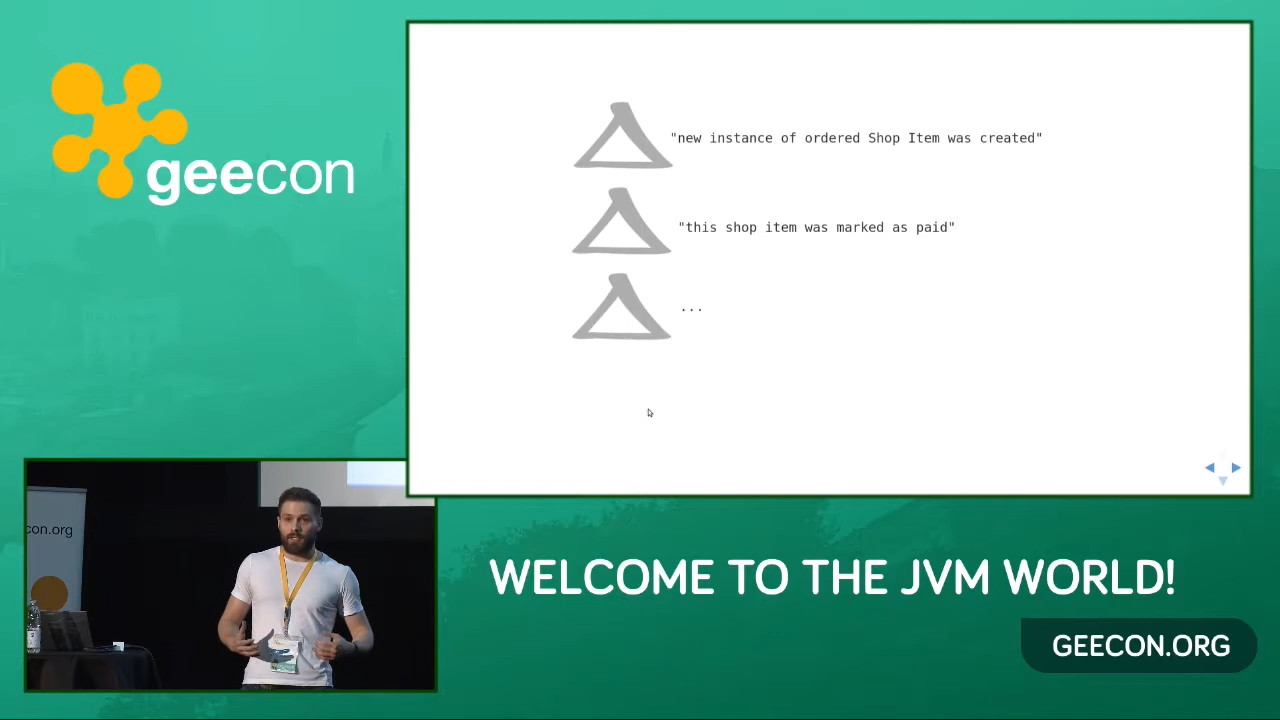 geecon
"new instance of ordered Shop Item was created"
"this shop item was marked as paid"
...
con.org
WELCOME TO THE JVM WORLD!
GEECON.ORG